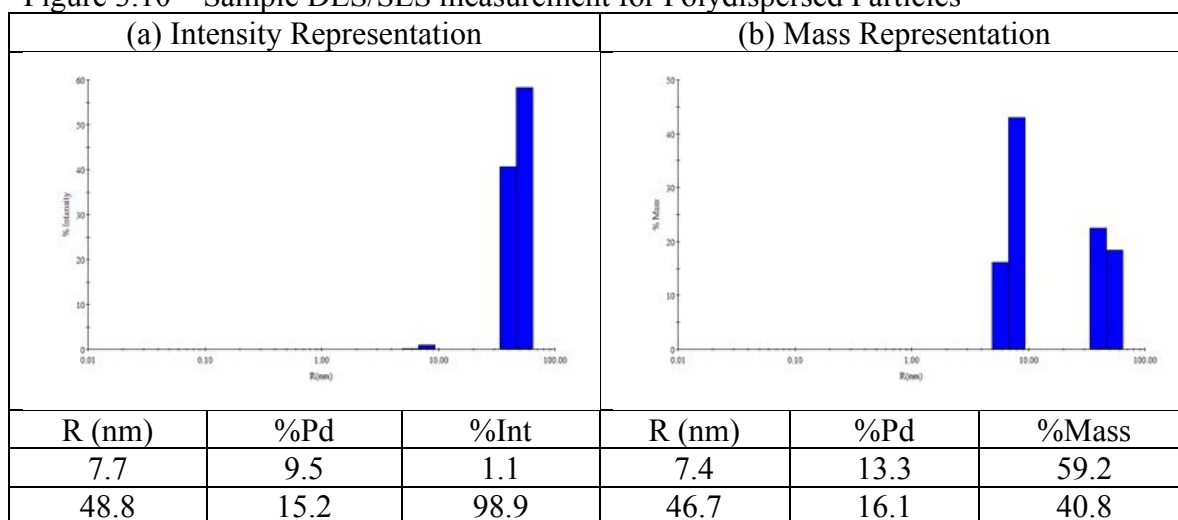 Figure 3.10 – Sample DLS/SLS measurement for Polydispersed Particles
(a) Intensity Representation (b) Mass Representation
60
50
40
30
20
10
0
% Intensity
0.01 0.10 1.00 10.00 100.00
R(nm)
50
40
30
20
10
0
% Mass
0.01 0.10 1.00 10.00 100.00
R(nm)
R (nm) %Pd %Int R (nm) %Pd %Mass
7.7 9.5 1.1 7.4 13.3 59.2
48.8 15.2 98.9 46.7 16.1 40.8